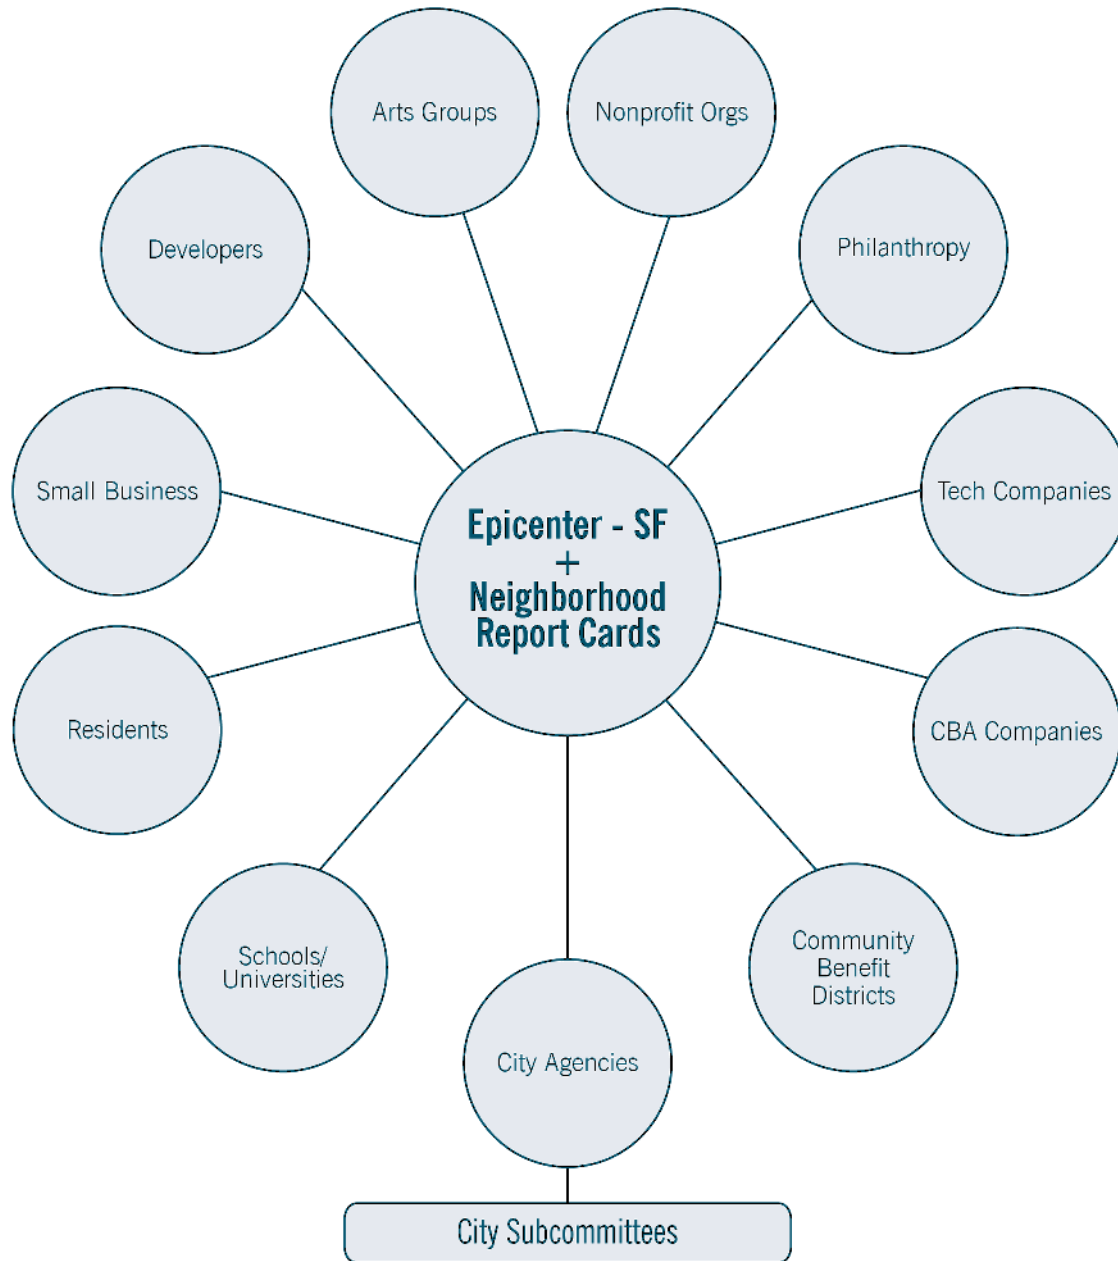 Arts Groups
Nonprofit Orgs
Developers
Philanthropy
Small Business
Tech Companies
Epicenter - SF
+
Neighborhood
Report Cards
Residents
CBA Companies
Schools/
Universities
Community
Benefit
Districts
City Agencies
City Subcommittees